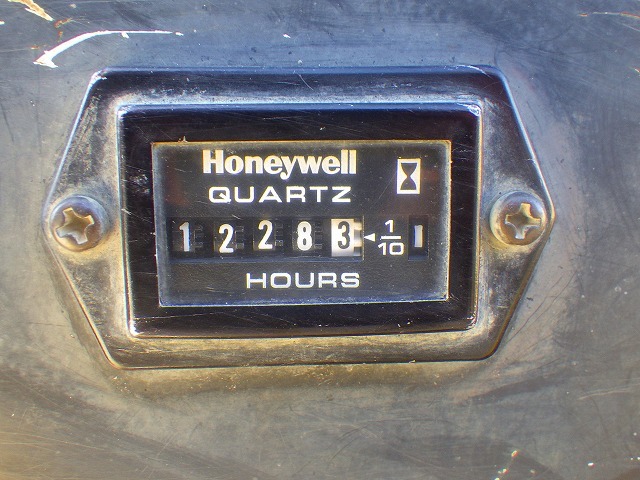 Honeywell
QUARTZ
1 2 2 8 3 ◄ 1/10
HOURS